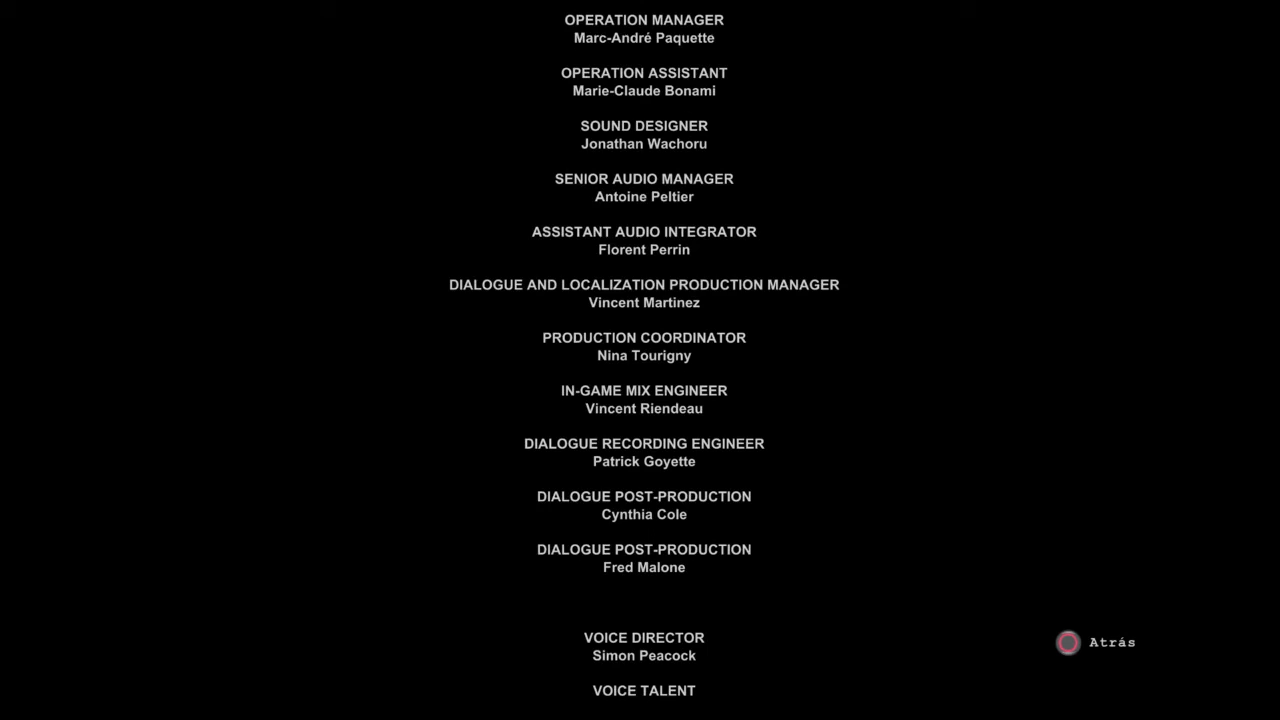 OPERATION MANAGER
Marc-André Paquette
OPERATION ASSISTANT
Marie-Claude Bonami
SOUND DESIGNER
Jonathan Wachoru
SENIOR AUDIO MANAGER
Antoine Peltier
ASSISTANT AUDIO INTEGRATOR
Florent Perrin
DIALOGUE AND LOCALIZATION PRODUCTION MANAGER
Vincent Martinez
PRODUCTION COORDINATOR
Nina Tourigny
IN-GAME MIX ENGINEER
Vincent Riendeau
DIALOGUE RECORDING ENGINEER
Patrick Goyette
DIALOGUE POST-PRODUCTION
Cynthia Cole
DIALOGUE POST-PRODUCTION
Fred Malone
VOICE DIRECTOR
Simon Peacock
Atrás
VOICE TALENT